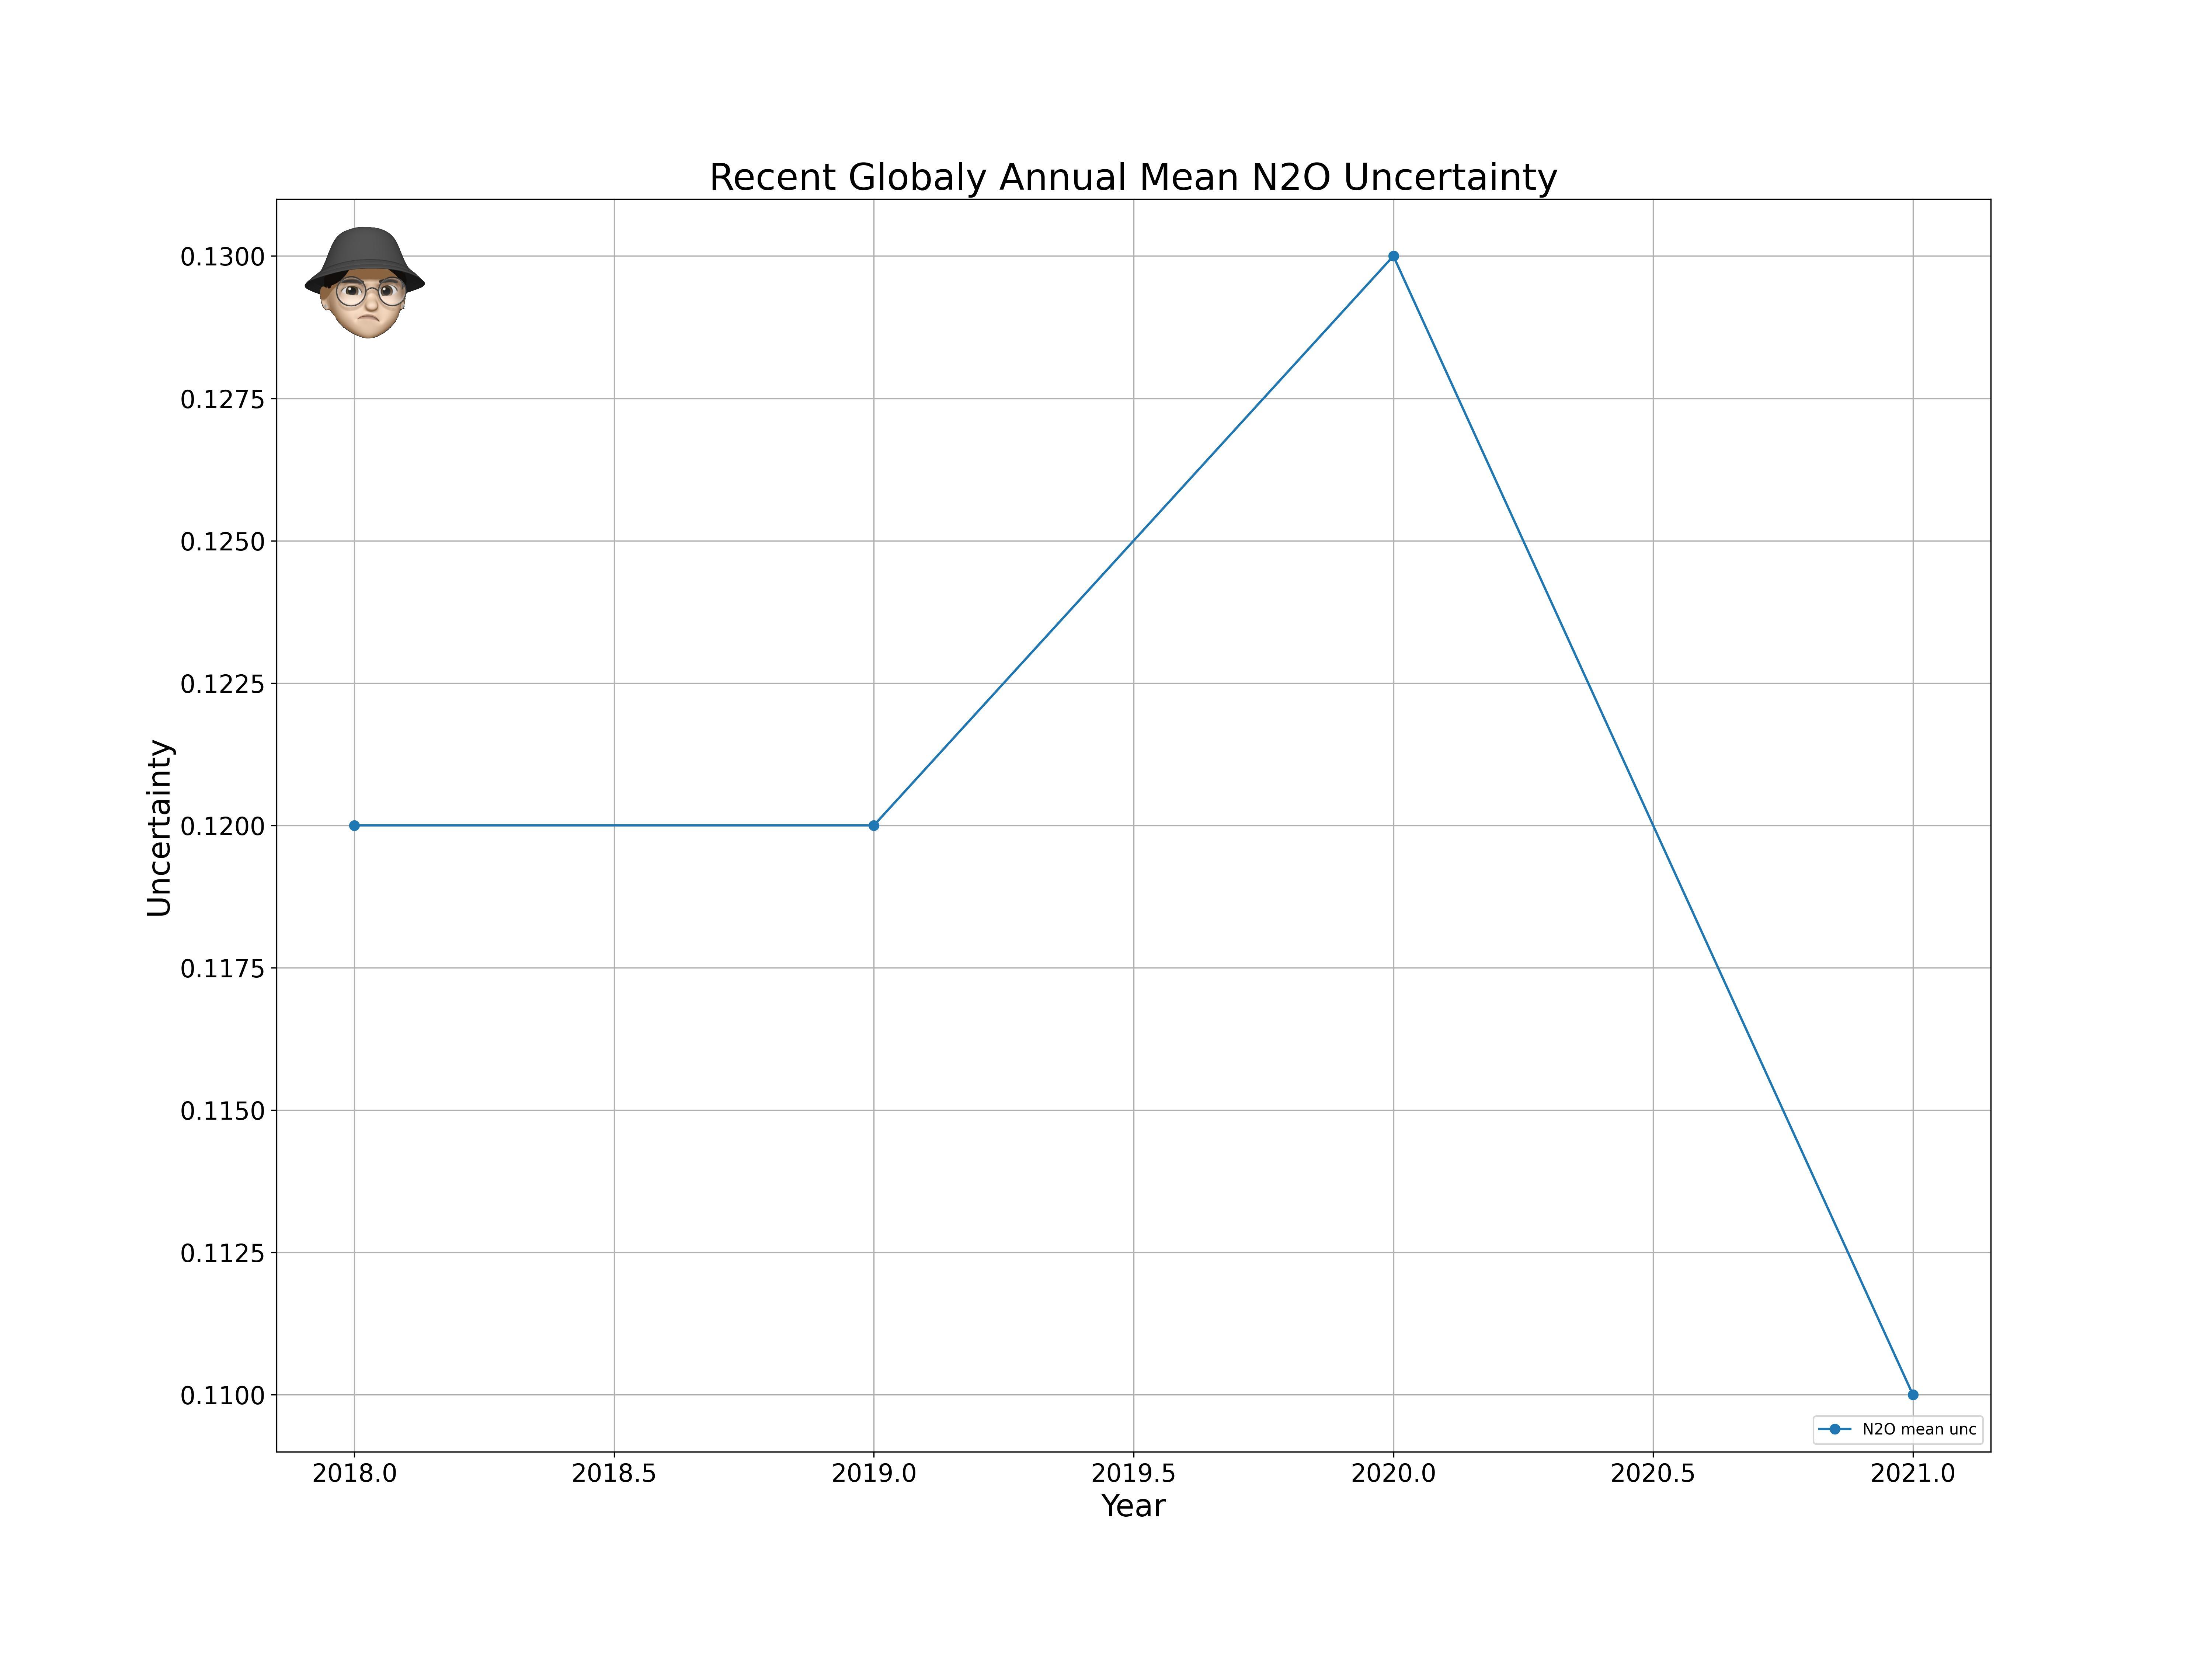 Recent Globaly Annual Mean N2O Uncertainty
0.1300
0.1275
0.1250
0.1225
0.1200
0.1175
0.1150
0.1125
0.1100
Uncertainty
N2O mean unc
2018.0 2018.5 2019.0 2019.5 2020.0 2020.5 2021.0
Year